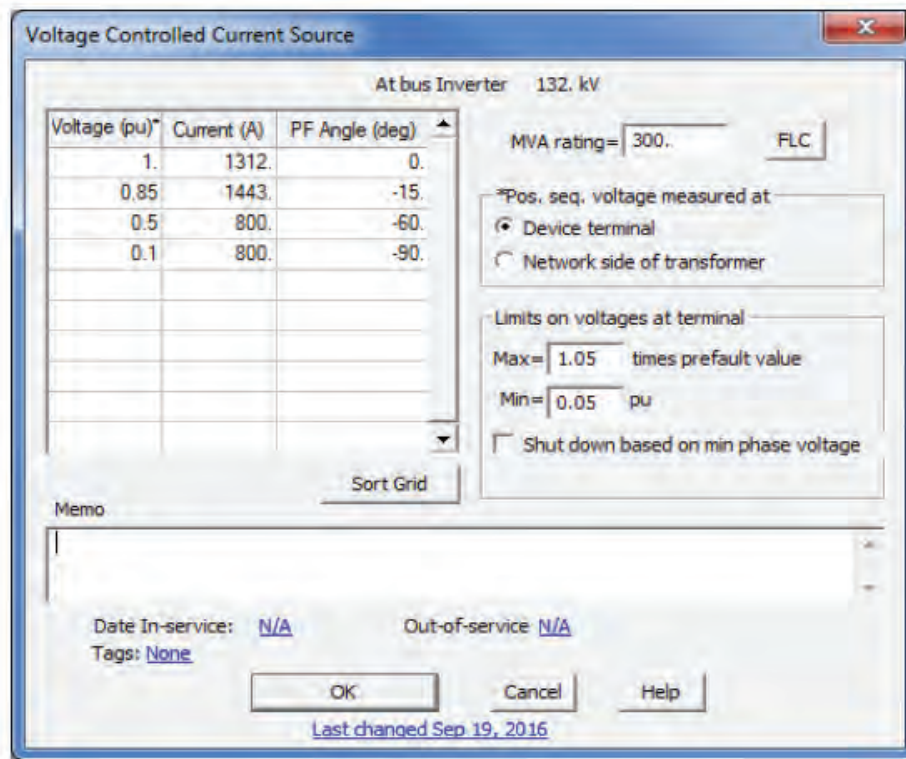 Voltage Controlled Current Source
At bus Inverter 132. kV
Voltage (pu)* Current (A) PF Angle (deg)
1. 1312. 0.
0.85 1443. -15.
0.5 800. -60.
0.1 800. -90.
MVA rating= 300. FLC
*Pos. seq. voltage measured at
Device terminal
Network side of transformer
Limits on voltages at terminal
Max= 1.05 times prefault value
Min= 0.05 pu
Shut down based on min phase voltage
Sort Grid
Memo
Date In-service: N/A Out-of-service N/A
Tags: None
OK Cancel Help
Last changed Sep 19, 2016